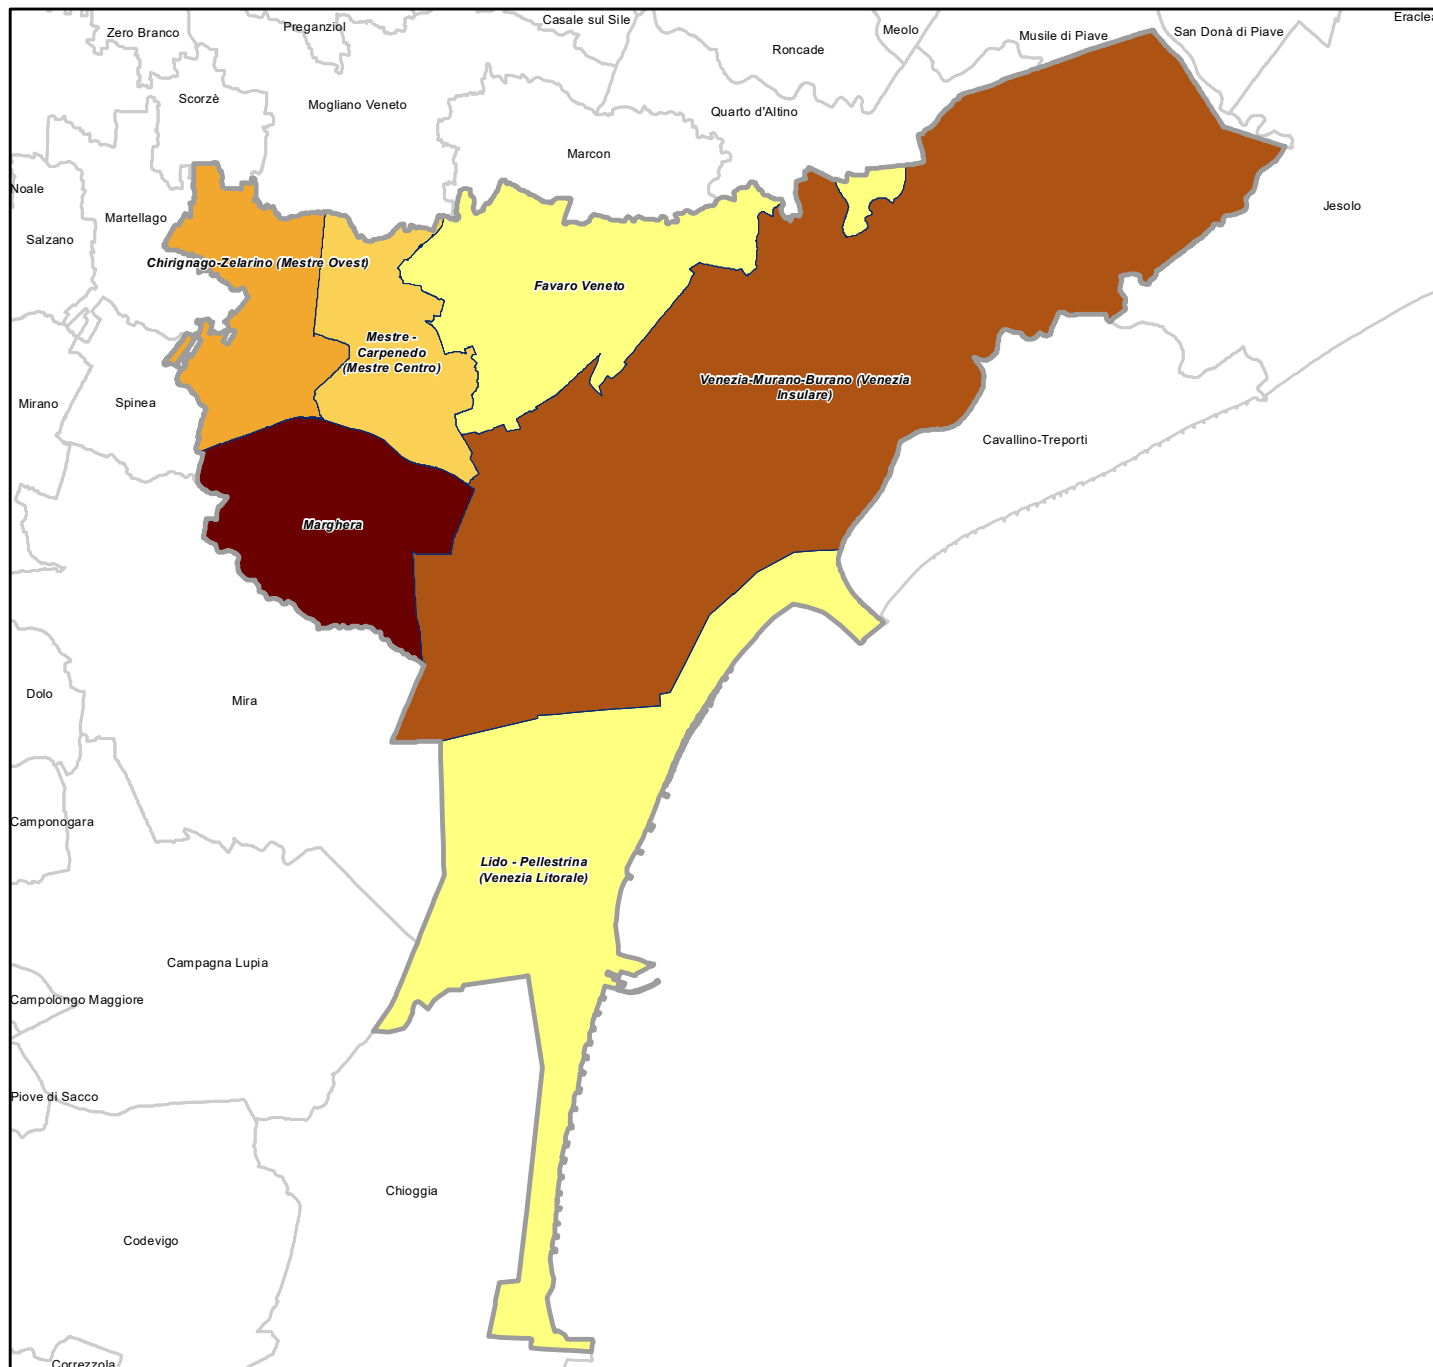 Casale sul Sile
Eraclea
Preganziol
Zero Branco
Meolo
San Donà di Piave
Musile di Piave
Roncade
Scorzè
Mogliano Veneto
Quarto d'Altino
Marcon
Noale
Martellago
Jesolo
Salzano
Chirignago-Zelarino (Mestre Ovest)
Favaro Veneto
Mestre -
Carpenedo
(Mestre Centro)
Venezia-Murano-Burano (Venezia
Insulare)
Mirano
Spinea
Cavallino-Treporti
Marghera
Dolo
Mira
Camponogara
Lido - Pellestrina
(Venezia Litorale)
Campagna Lupia
Campolongo Maggiore
Piove di Sacco
Chioggia
Codevigo
Correzzola